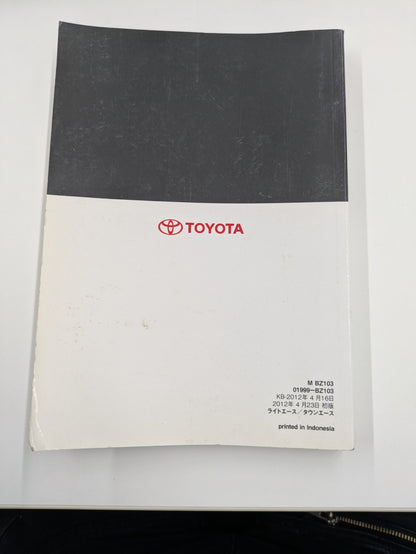 TOYOTA
M BZ103
01999-BZ103
KB-2012年 4 月16日
2012年 4 月23日 初版
ライトエース／タウンエース
printed in Indonesia